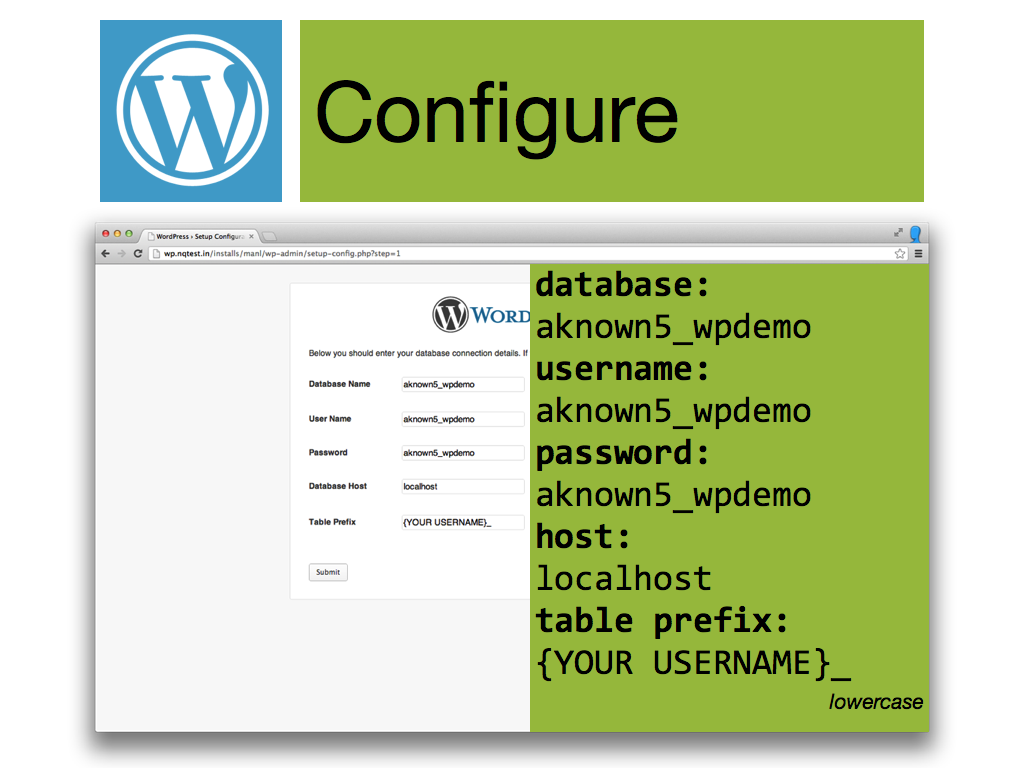 Configure
WordPress › Setup Configura
wp.nqtest.in/installs/manl/wp-admin/setup-config.php?step=1
WORD
Below you should enter your database connection details. If
Database Name aknown5_wpdemo
User Name aknown5_wpdemo
Password aknown5_wpdemo
Database Host localhost
Table Prefix {YOUR USERNAME}_
Submit
database:
aknown5_wpdemo
username:
aknown5_wpdemo
password:
aknown5_wpdemo
host:
localhost
table prefix:
{YOUR USERNAME}_
lowercase